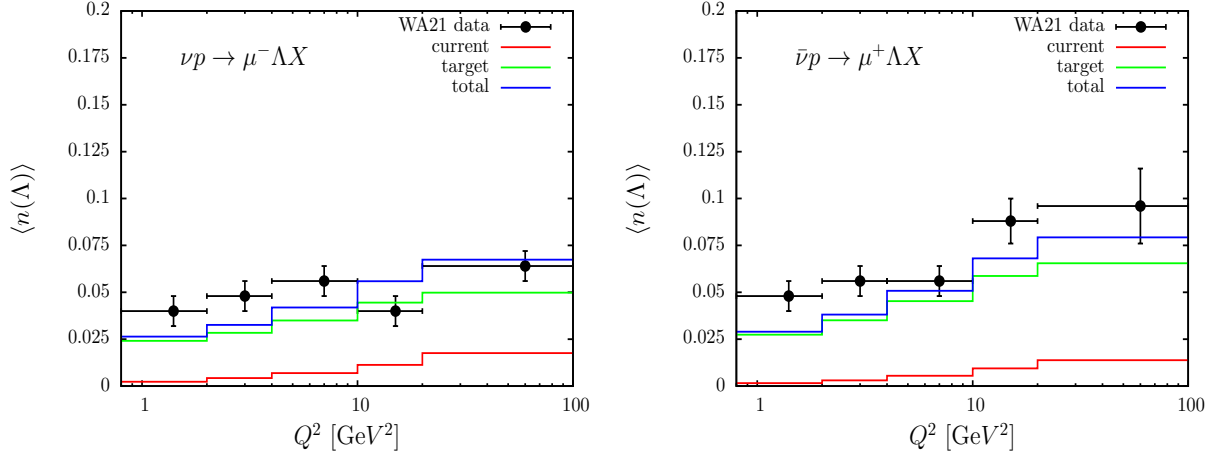 0.2
0.175
0.15
0.125
0.1
0.075
0.05
0.025
0
⟨n(Λ)⟩
νp → μ⁻ΛX
WA21 data
current
target
total
1
10
100
Q² [GeV²]
0.2
0.175
0.15
0.125
0.1
0.075
0.05
0.025
0
⟨n(Λ)⟩
ν̄p → μ⁺ΛX
WA21 data
current
target
total
1
10
100
Q² [GeV²]